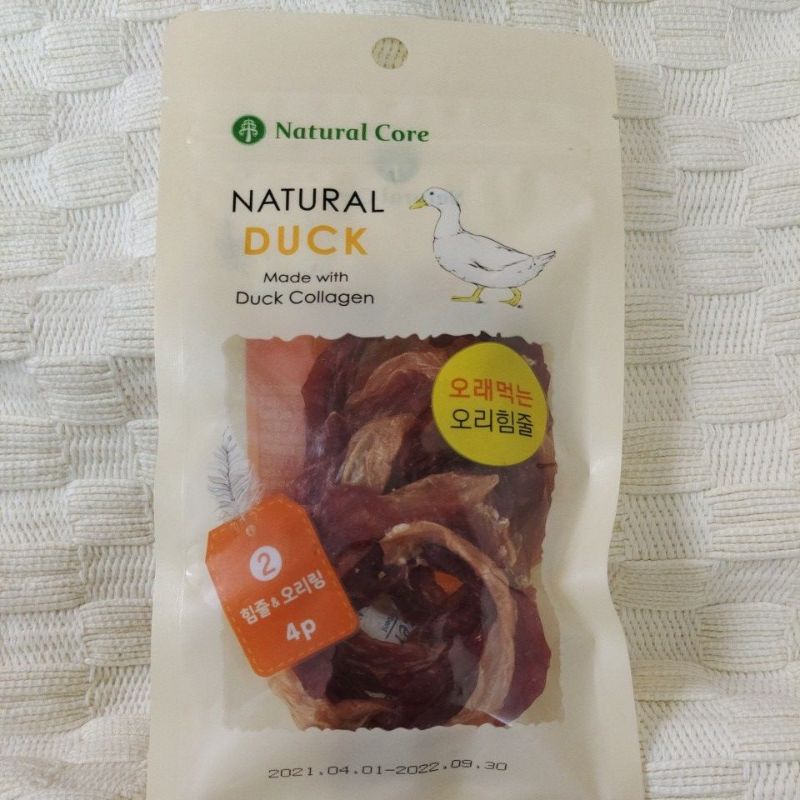 Natural Core
NATURAL
DUCK
Made with
Duck Collagen
오래먹는
오리힘줄
2
힘줄&오리링
4p
2021.04.01-2022.09.30